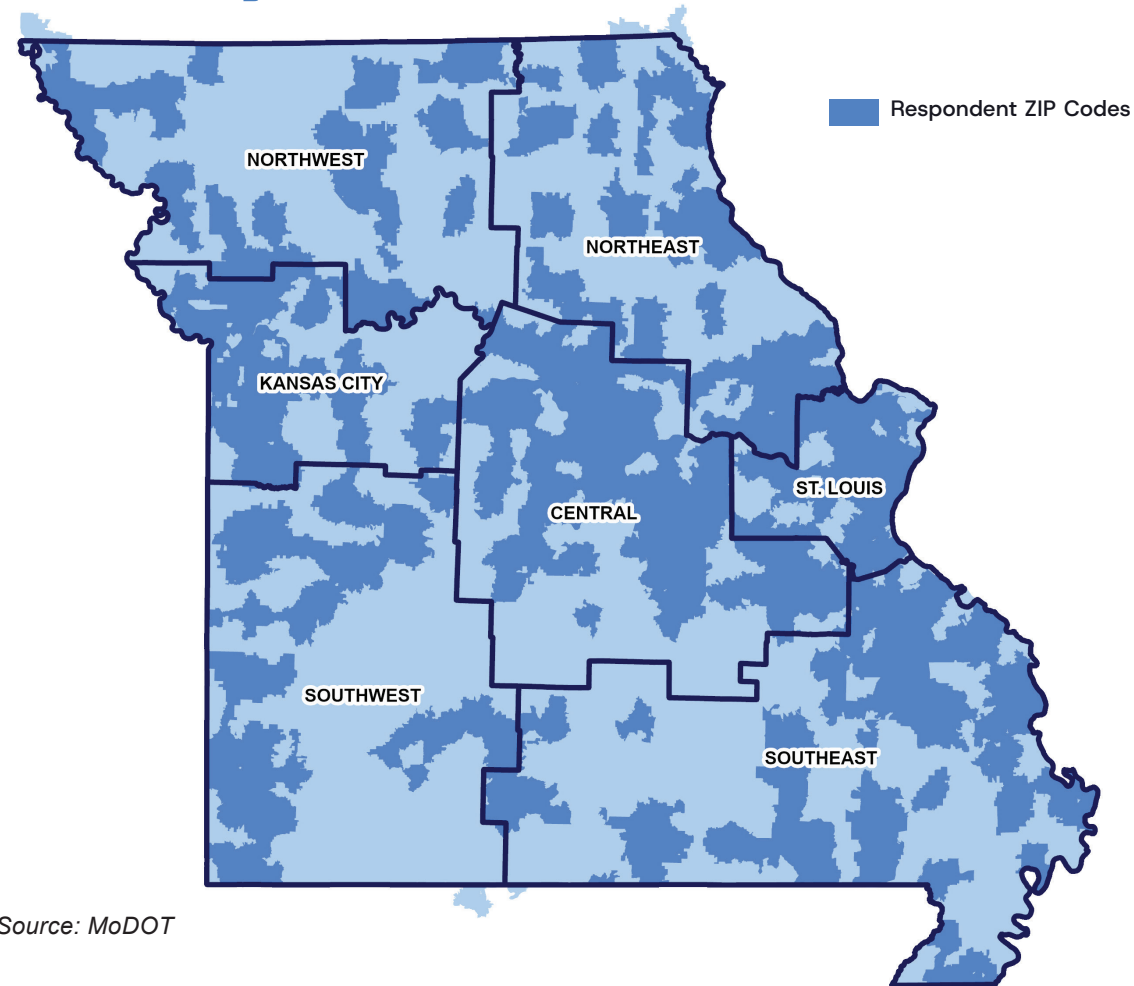 Respondent ZIP Codes
NORTHWEST
NORTHEAST
KANSAS CITY
ST. LOUIS
CENTRAL
SOUTHWEST
SOUTHEAST
Source: MoDOT